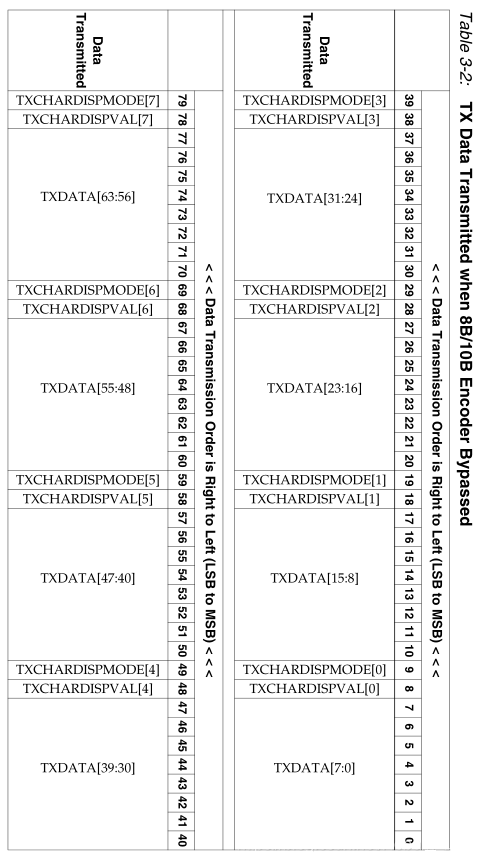 Table 3-2: TX Data Transmitted when 8B/10B Encoder Bypassed
< < < Data Transmission Order is Right to Left (LSB to MSB) < < <
39 38 37 36 35 34 33 32 31 30 29 28 27 26 25 24 23 22 21 20 19 18 17 16 15 14 13 12 11 10 9 8 7 6 5 4 3 2 1 0
Data
Transmitted
TXCHARDISPMODE[3]
TXCHARDISPVAL[3]
TXDATA[31:24]
TXCHARDISPMODE[2]
TXCHARDISPVAL[2]
TXDATA[23:16]
TXCHARDISPMODE[1]
TXCHARDISPVAL[1]
TXDATA[15:8]
TXCHARDISPMODE[0]
TXCHARDISPVAL[0]
TXDATA[7:0]
< < < Data Transmission Order is Right to Left (LSB to MSB) < < <
79 78 77 76 75 74 73 72 71 70 69 68 67 66 65 64 63 62 61 60 59 58 57 56 55 54 53 52 51 50 49 48 47 46 45 44 43 42 41 40
Data
Transmitted
TXCHARDISPMODE[7]
TXCHARDISPVAL[7]
TXDATA[63:56]
TXCHARDISPMODE[6]
TXCHARDISPVAL[6]
TXDATA[55:48]
TXCHARDISPMODE[5]
TXCHARDISPVAL[5]
TXDATA[47:40]
TXCHARDISPMODE[4]
TXCHARDISPVAL[4]
TXDATA[39:30]